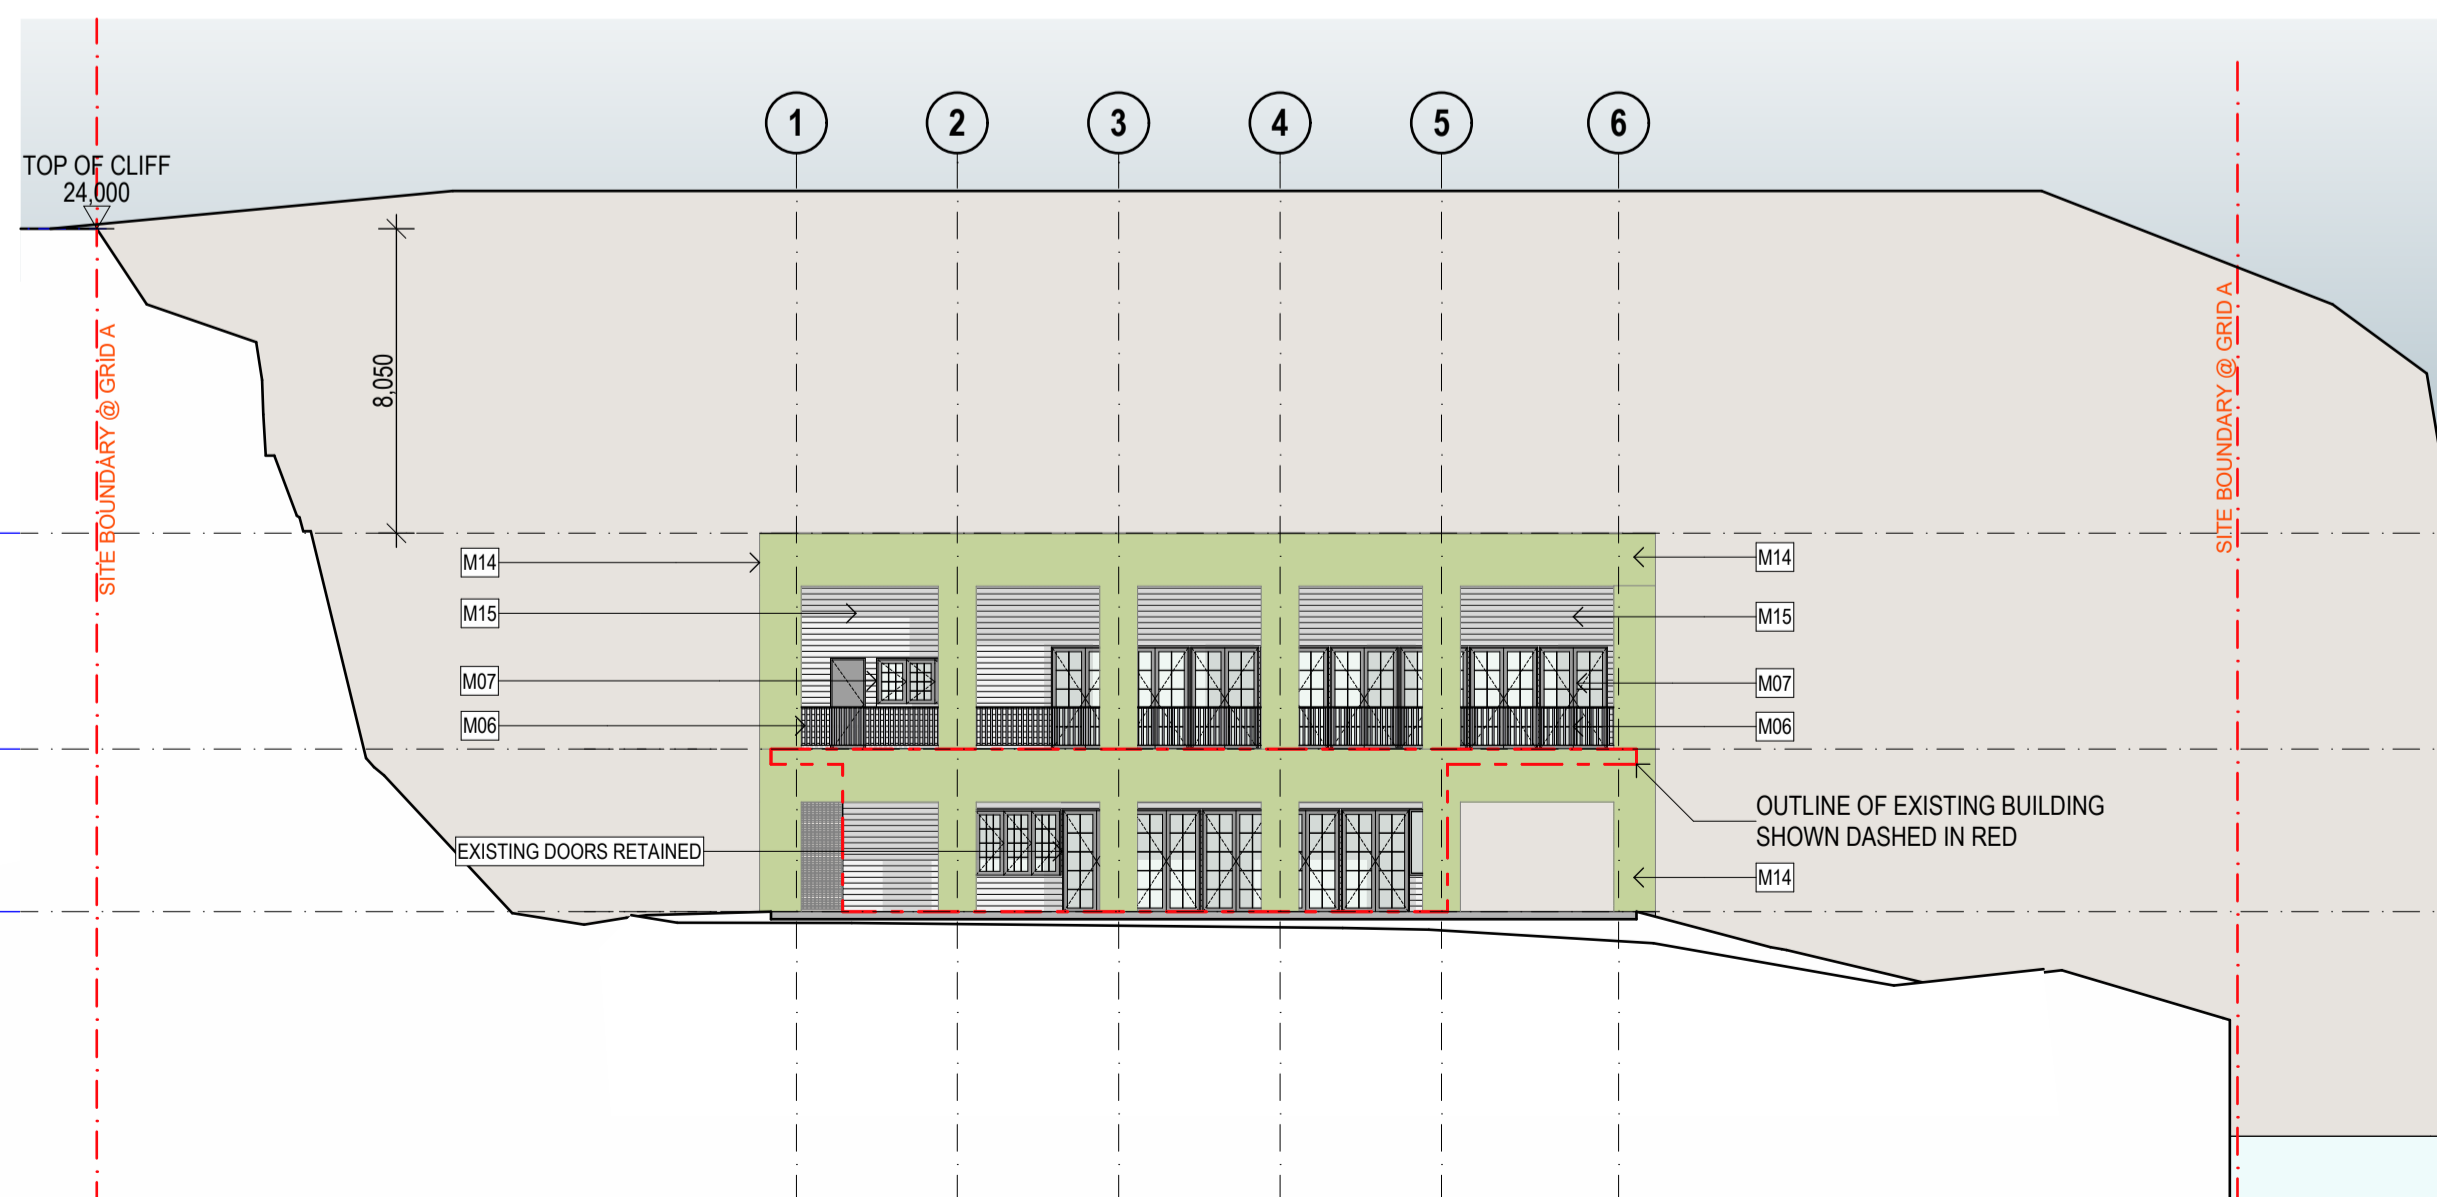 1 2 3 4 5 6
TOP OF CLIFF
24,000
SITE BOUNDARY @ GRID A
8,050
SITE BOUNDARY @ GRID A
M14
M15
M07
M06
EXISTING DOORS RETAINED
M14
M15
M07
M06
OUTLINE OF EXISTING BUILDING
SHOWN DASHED IN RED
M14